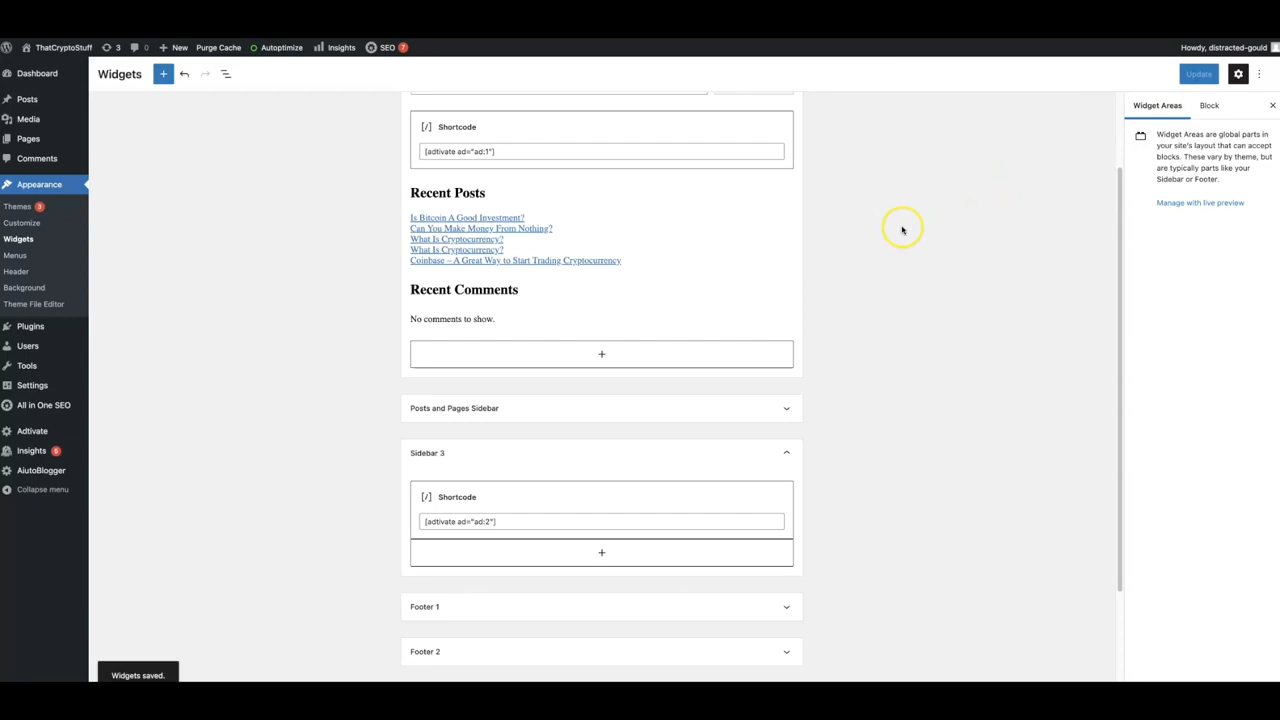 ThatCryptoStuff 3 0 New Purge Cache Autoptimize Insights SEO 7 Howdy, distracted-gould
Dashboard
Posts
Media
Pages
Comments
Appearance
Themes 3
Customize
Widgets
Menus
Header
Background
Theme File Editor
Plugins
Users
Tools
Settings
All in One SEO
Adtivate
Insights 5
AiutoBlogger
Collapse menu
Widgets
Update
[/] Shortcode
[adtivate ad="ad:1"]
Recent Posts
Is Bitcoin A Good Investment?
Can You Make Money From Nothing?
What Is Cryptocurrency?
What Is Cryptocurrency?
Coinbase – A Great Way to Start Trading Cryptocurrency
Recent Comments
No comments to show.
Posts and Pages Sidebar
Sidebar 3
[/] Shortcode
[adtivate ad="ad:2"]
Footer 1
Footer 2
Widgets saved.
Widget Areas Block
Widget Areas are global parts in
your site's layout that can accept
blocks. These vary by theme, but
are typically parts like your
Sidebar or Footer.
Manage with live preview